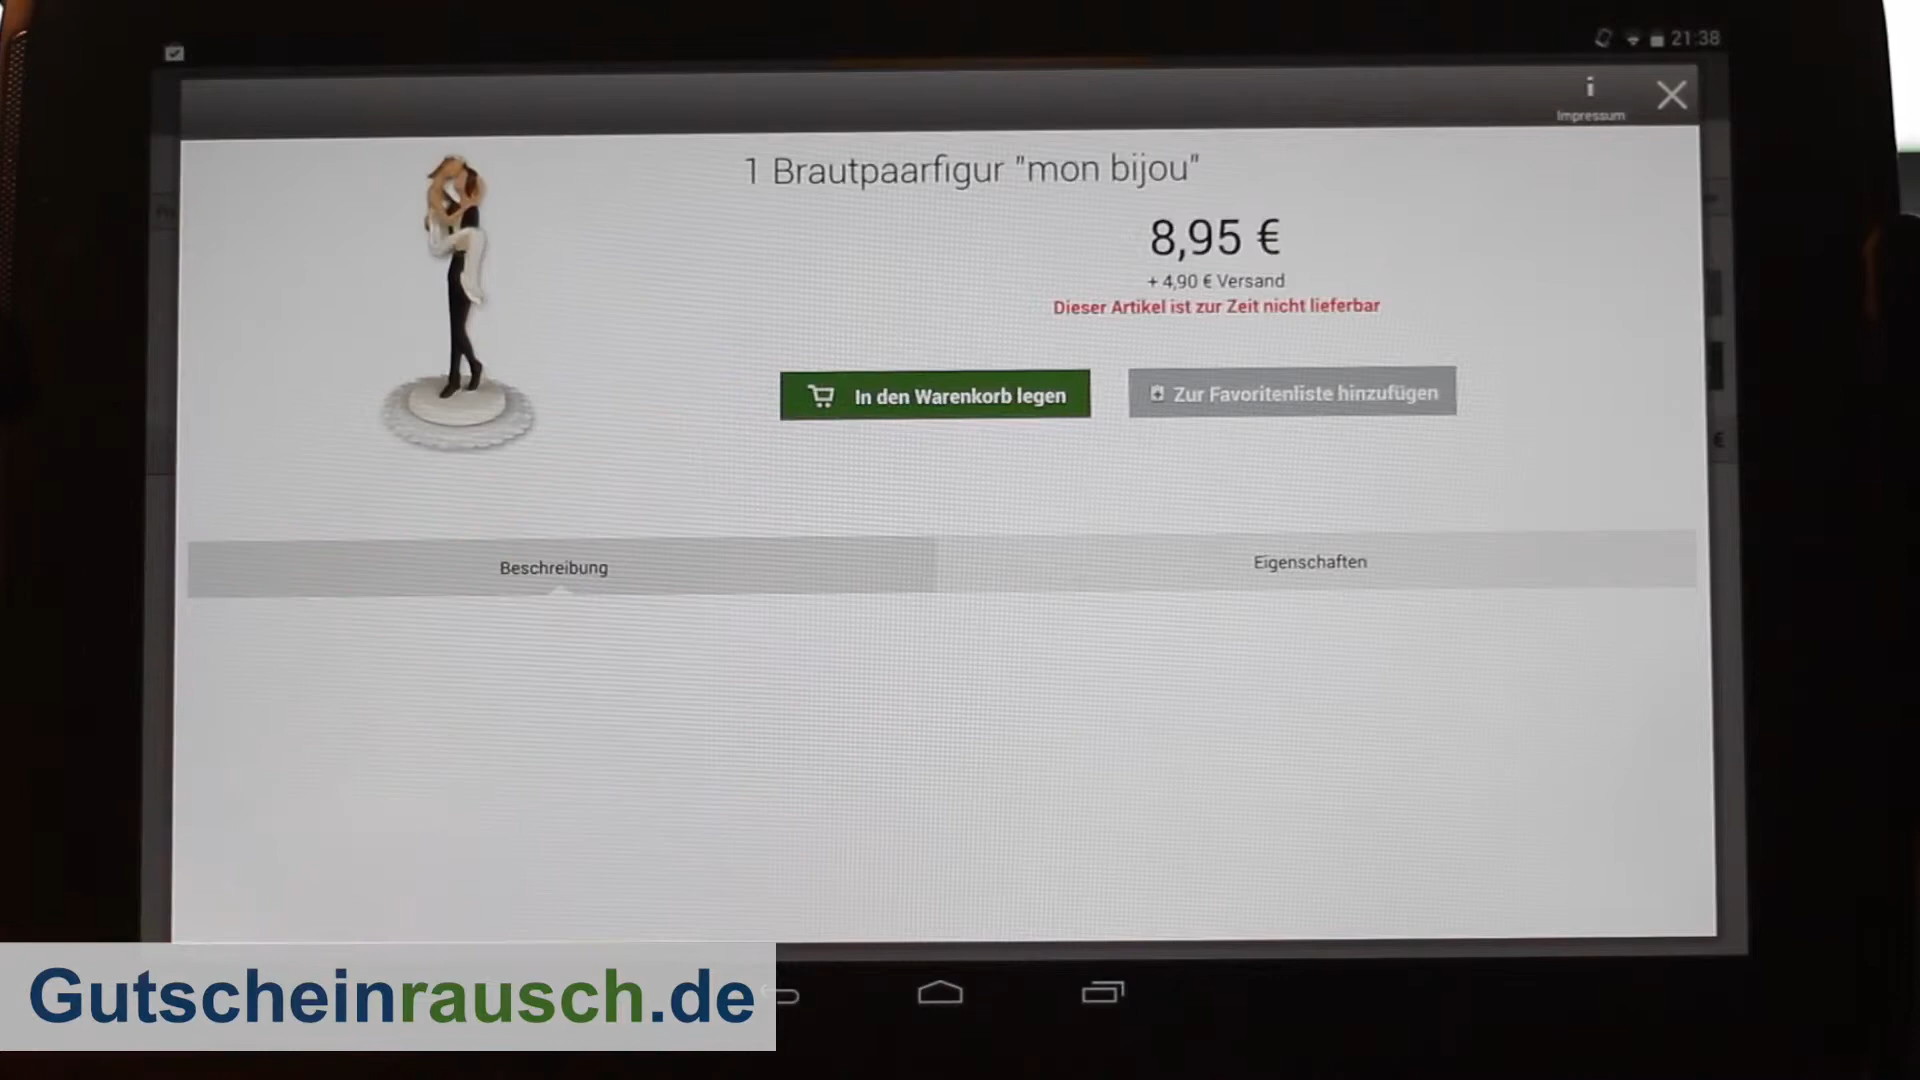 21:38
i
Impressum
1 Brautpaarfigur "mon bijou"
8,95 €
+ 4,90 € Versand
Dieser Artikel ist zur Zeit nicht lieferbar
In den Warenkorb legen
Zur Favoritenliste hinzufügen
€
Beschreibung
Eigenschaften
Gutscheinrausch.de